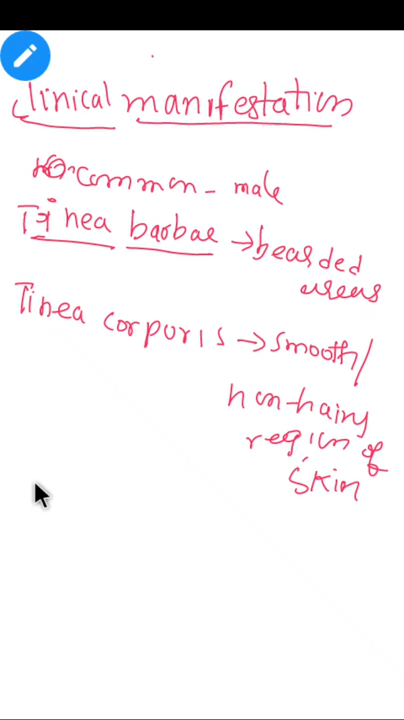 Clinical manifestation
common - male
Tinea barbae → bearded
areas
Tinea corporis → smooth/
non-hairy
region of
skin